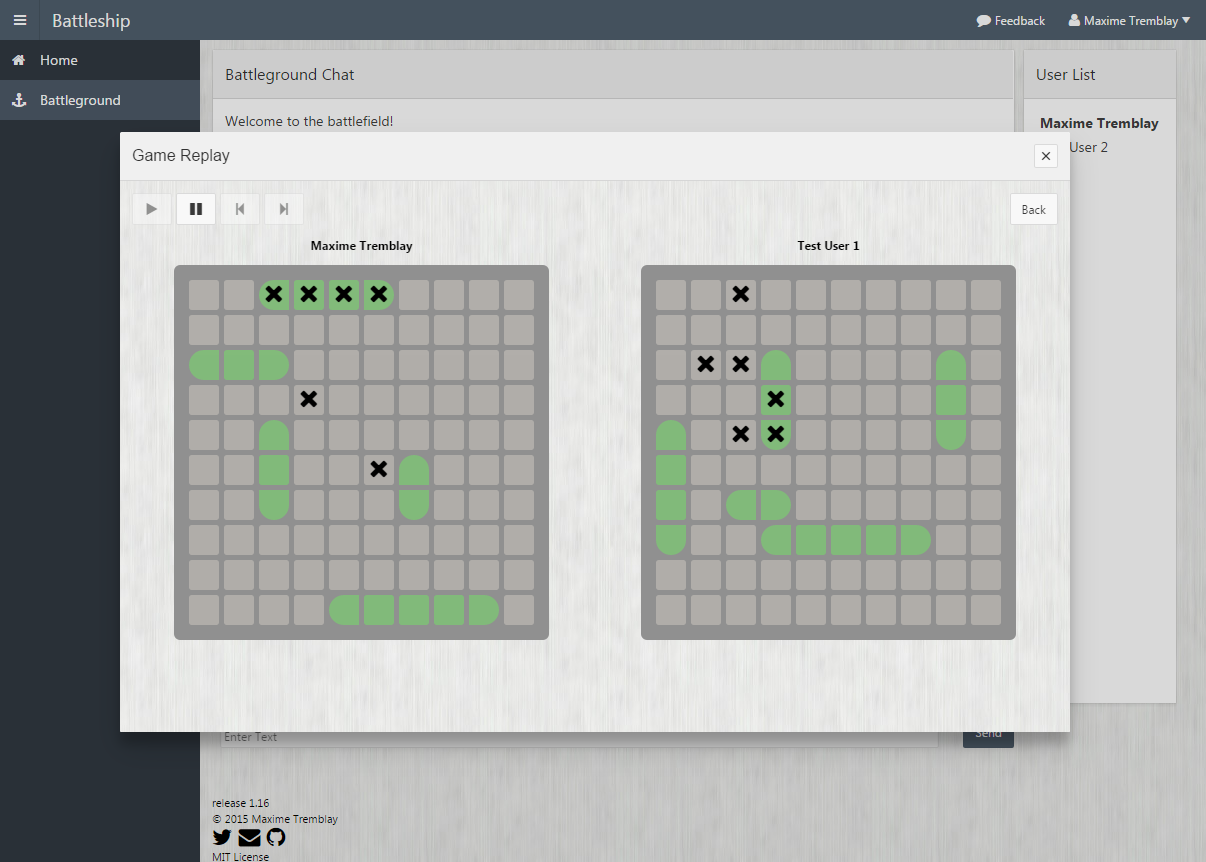 Battleship
Feedback
Maxime Tremblay
Home
Battleground
Battleground Chat
User List
Welcome to the battlefield!
Maxime Tremblay
User 2
Game Replay
Back
Maxime Tremblay
Test User 1
Enter Text
Send
release 1.16
© 2015 Maxime Tremblay
MIT License